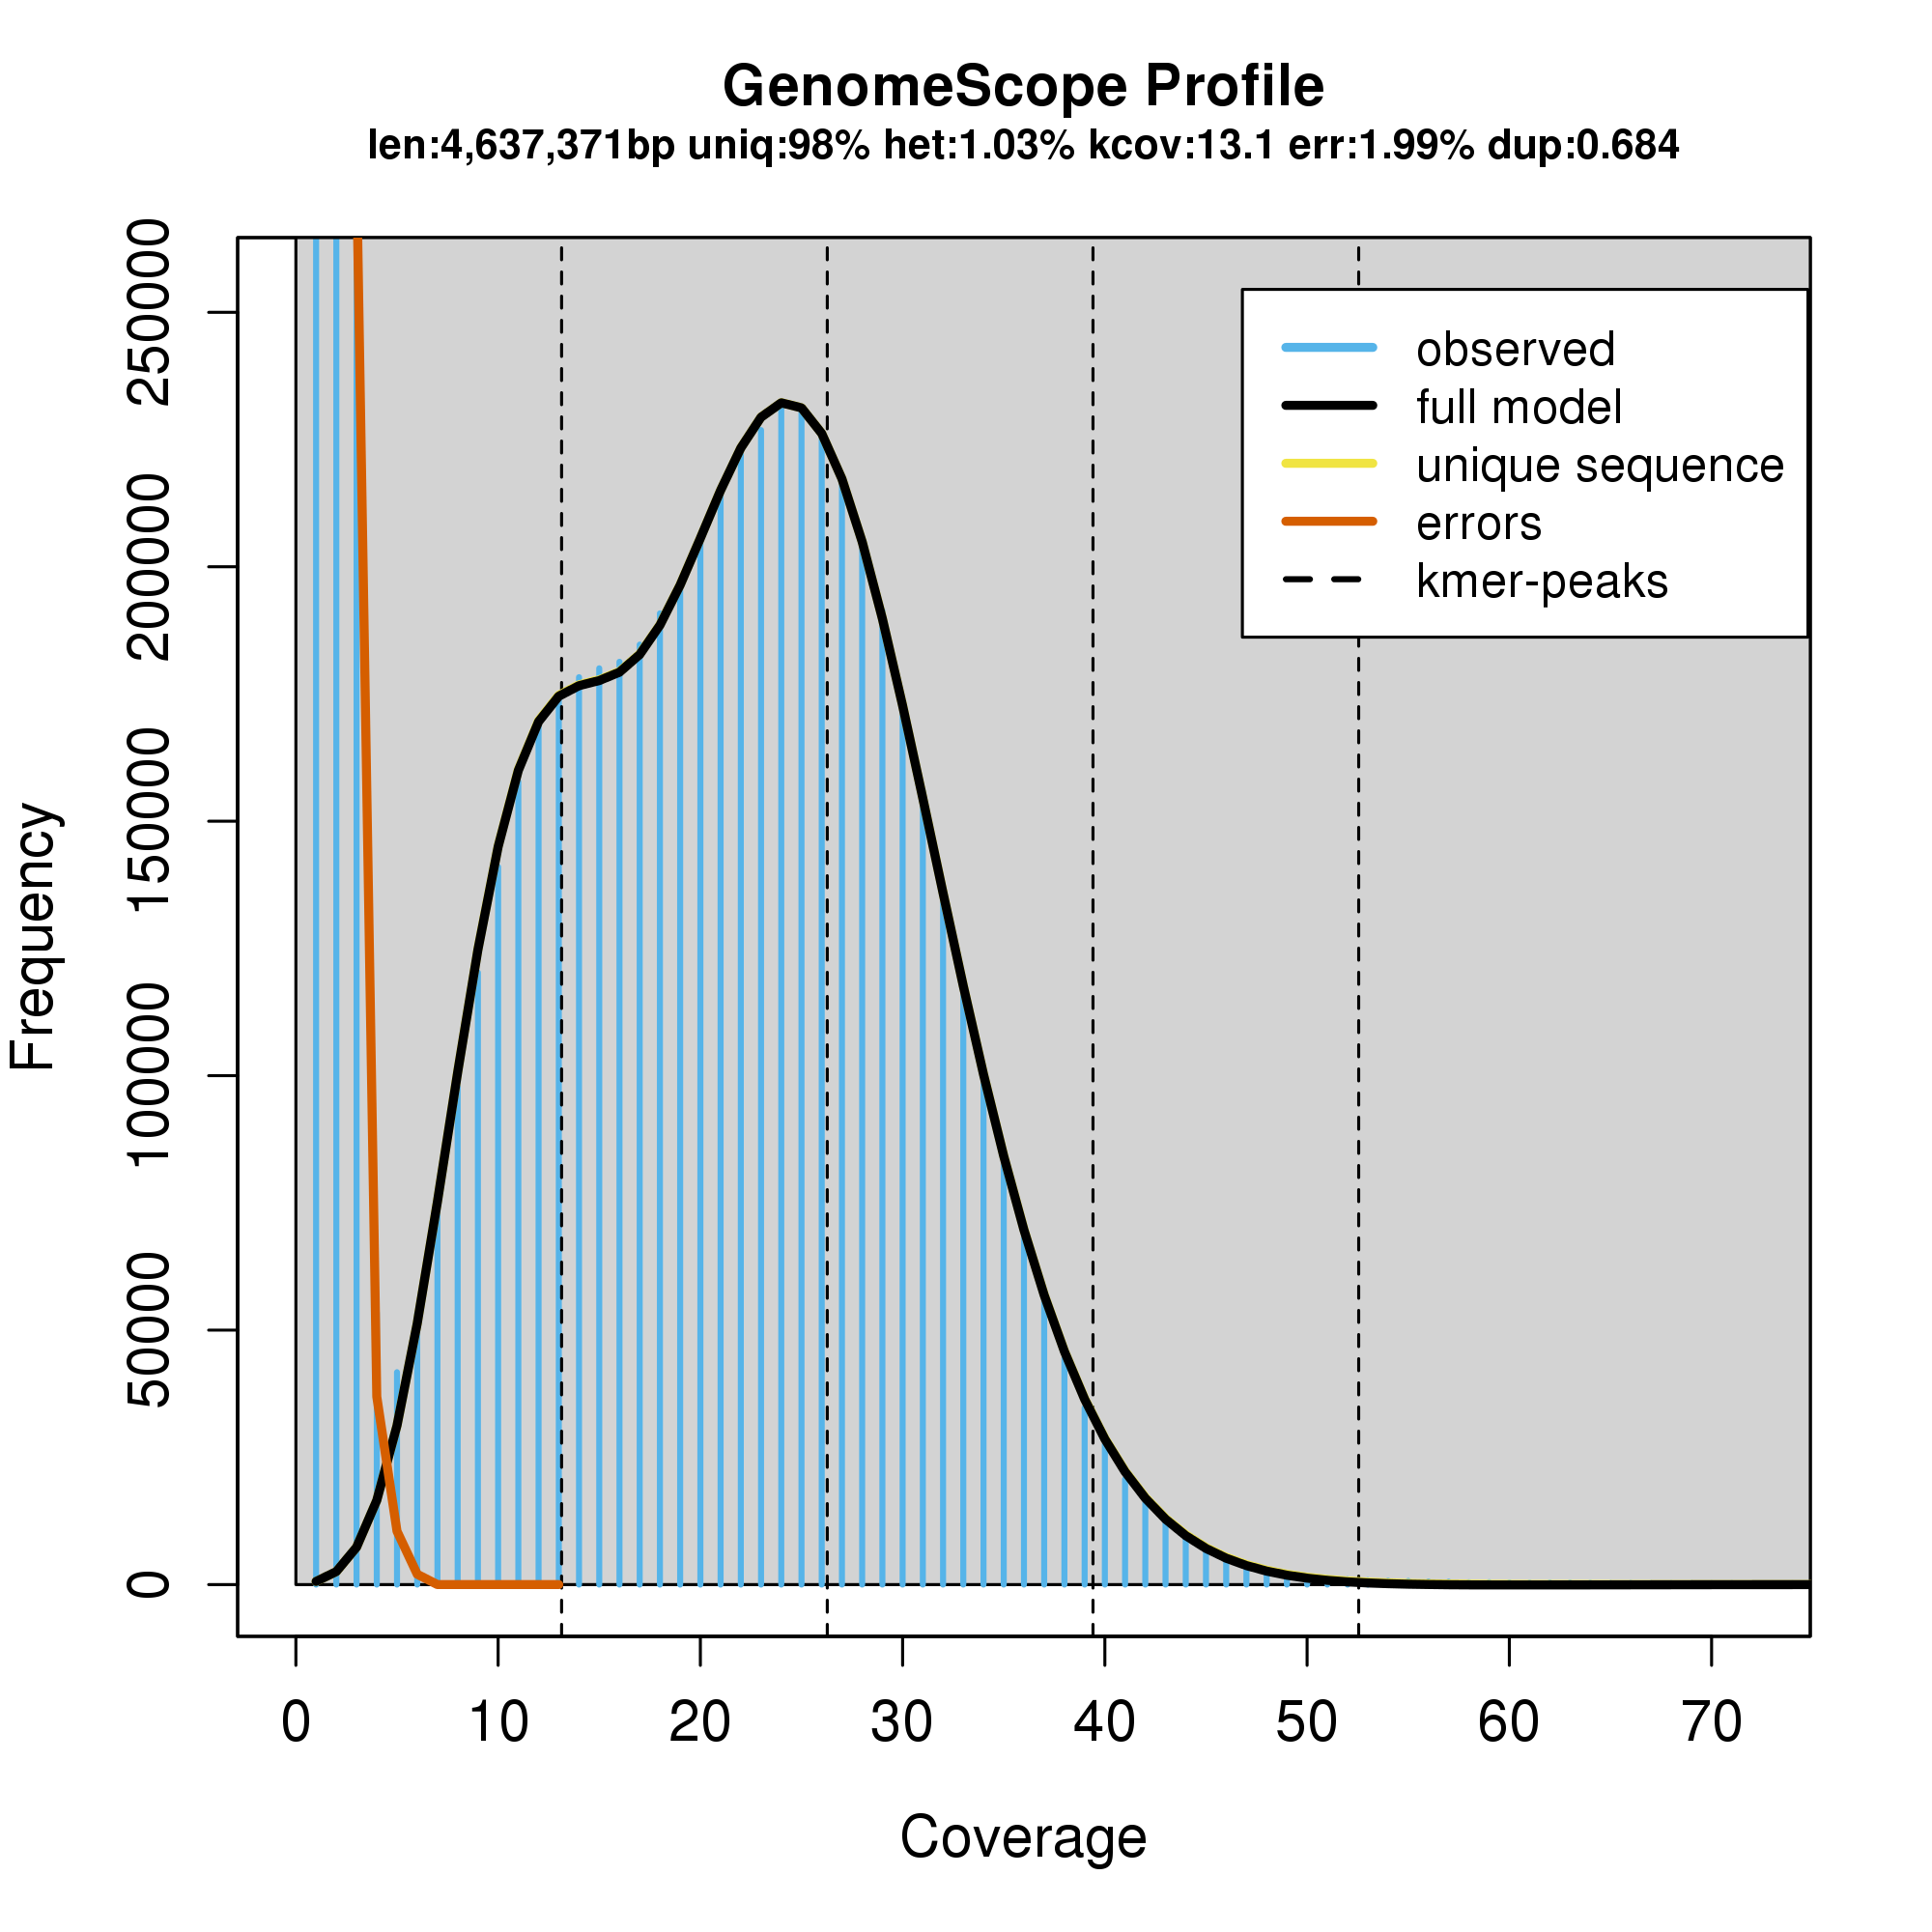 GenomeScope Profile
len:4,637,371bp uniq:98% het:1.03% kcov:13.1 err:1.99% dup:0.684
observed
full model
unique sequence
errors
kmer-peaks
Frequency
250000
200000
150000
100000
50000
0
0 10 20 30 40 50 60 70
Coverage